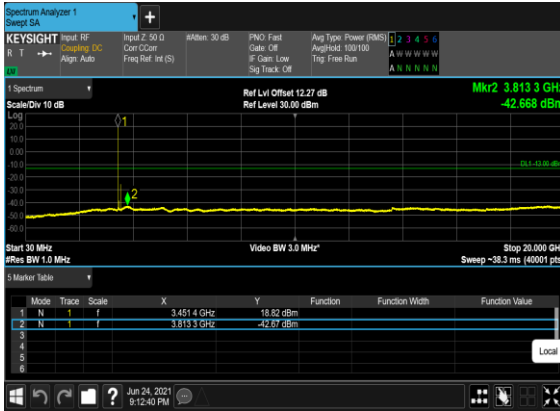 Spectrum Analyzer 1
Swept SA
+
KEYSIGHT
R T
Input: RF
Coupling: DC
Align: Auto
Input Z: 50 Ω
Corr CCorr
Freq Ref: Int (S)
#Atten: 30 dB
PNO: Fast
Gate: Off
IF Gain: Low
Sig Track: Off
Avg Type: Power (RMS)
Avg|Hold: 100/100
Trig: Free Run
1 2 3 4 5 6
A W W W W W
A N N N N N
1 Spectrum
Scale/Div 10 dB
Ref Lvl Offset 12.27 dB
Ref Level 30.00 dBm
Mkr2 3.813 3 GHz
-42.668 dBm
Log
20.0
10.0
0.00
-10.0
-20.0
-30.0
-40.0
-50.0
-60.0
1
2
DL1 -13.00 dBm
Start 30 MHz
#Res BW 1.0 MHz
Video BW 3.0 MHz*
Stop 20.000 GHz
Sweep ~38.3 ms (40001 pts)
5 Marker Table
Mode Trace Scale X Y Function Function Width Function Value
1 N 1 f 3.451 4 GHz 18.82 dBm
2 N 1 f 3.813 3 GHz -42.67 dBm
3
4
5
6
Local
?
Jun 24, 2021
9:12:40 PM